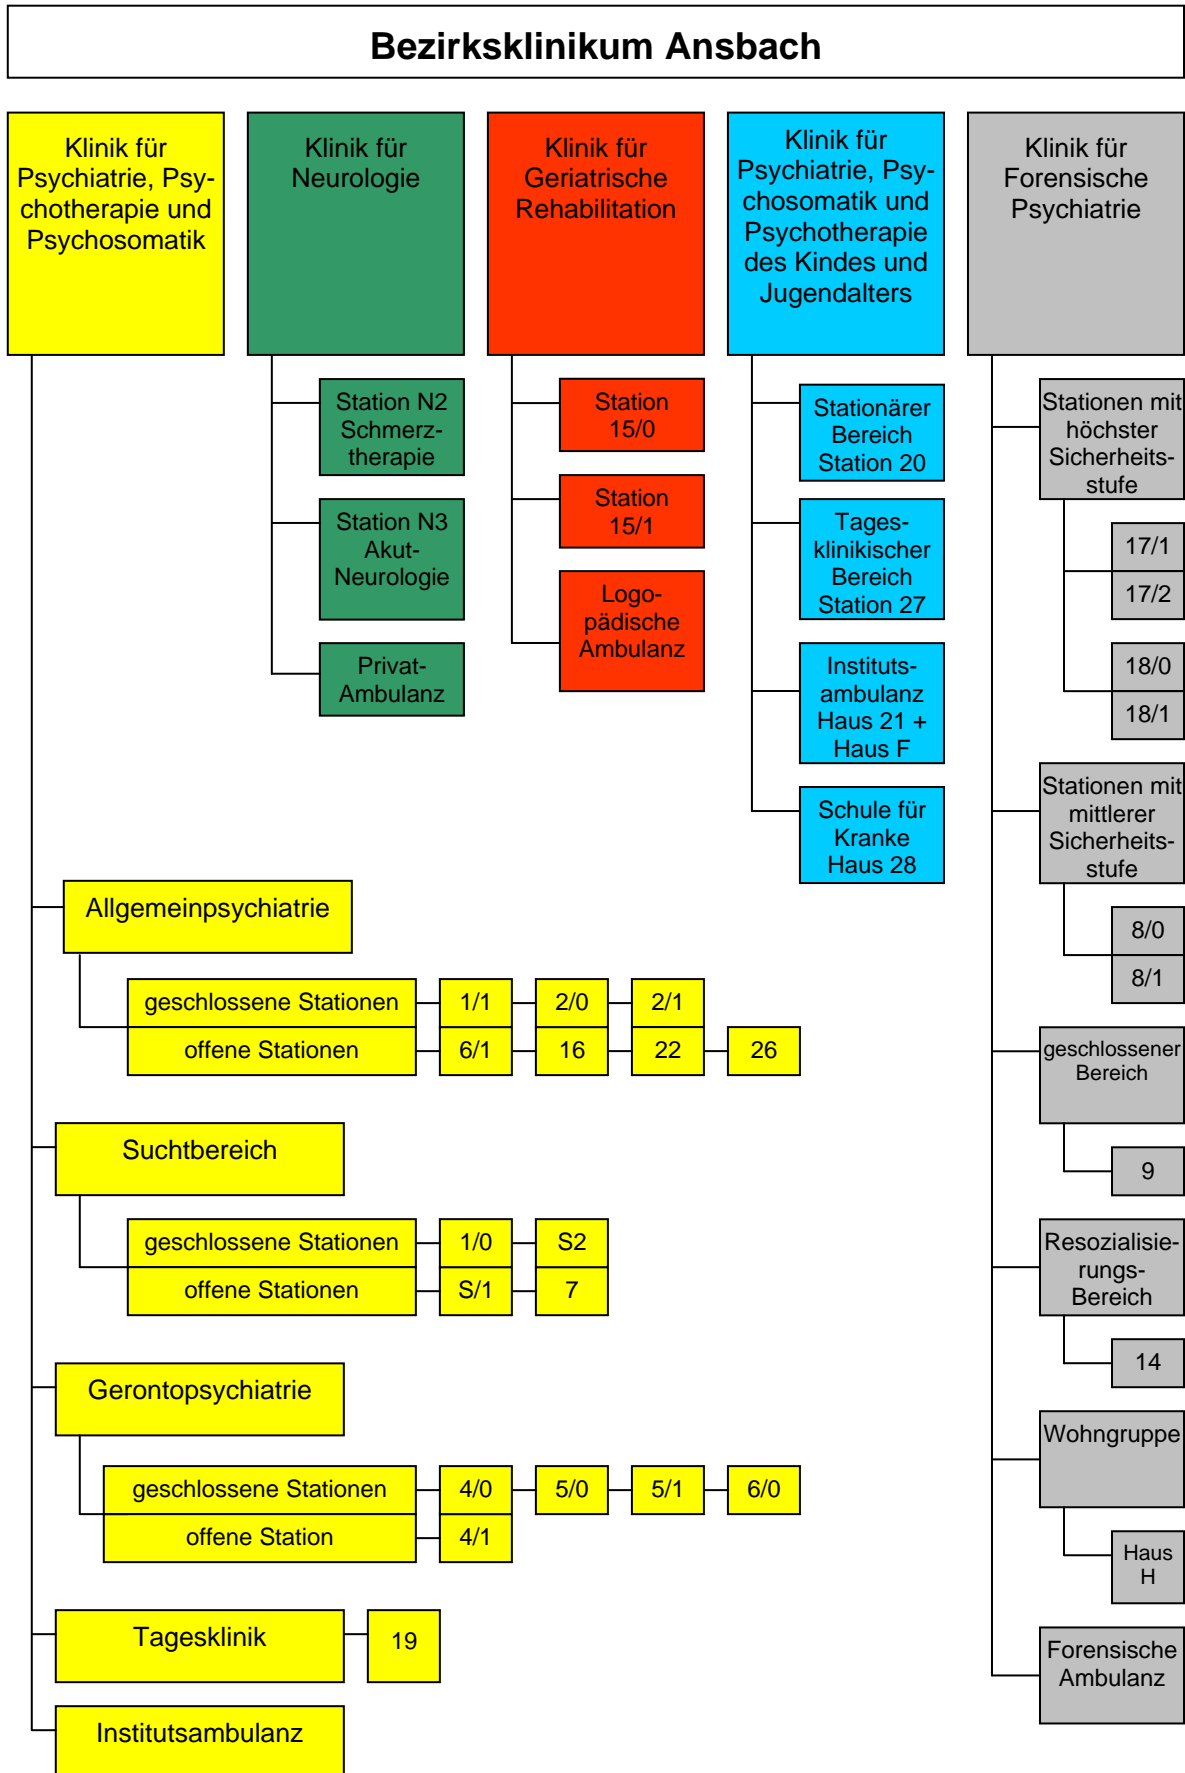 Bezirksklinikum Ansbach
Klinik für
Psychiatrie, Psy-
chotherapie und
Psychosomatik
Klinik für
Neurologie
Klinik für
Geriatrische
Rehabilitation
Klinik für
Psychiatrie, Psy-
chosomatik und
Psychotherapie
des Kindes und
Jugendalters
Klinik für
Forensische
Psychiatrie
Station N2
Schmerz-
therapie
Station N3
Akut-
Neurologie
Privat-
Ambulanz
Station
15/0
Station
15/1
Logo-
pädische
Ambulanz
Stationärer
Bereich
Station 20
Tages-
klinikischer
Bereich
Station 27
Instituts-
ambulanz
Haus 21 +
Haus F
Schule für
Kranke
Haus 28
Stationen mit
höchster
Sicherheits-
stufe
17/1
17/2
18/0
18/1
Stationen mit
mittlerer
Sicherheits-
stufe
8/0
8/1
geschlossener
Bereich
9
Resozialisie-
rungs-
Bereich
14
Wohngruppe
Haus
H
Forensische
Ambulanz
Allgemeinpsychiatrie
geschlossene Stationen 1/1 2/0 2/1
offene Stationen 6/1 16 22 26
Suchtbereich
geschlossene Stationen 1/0 S2
offene Stationen S/1 7
Gerontopsychiatrie
geschlossene Stationen 4/0 5/0 5/1 6/0
offene Station 4/1
Tagesklinik 19
Institutsambulanz